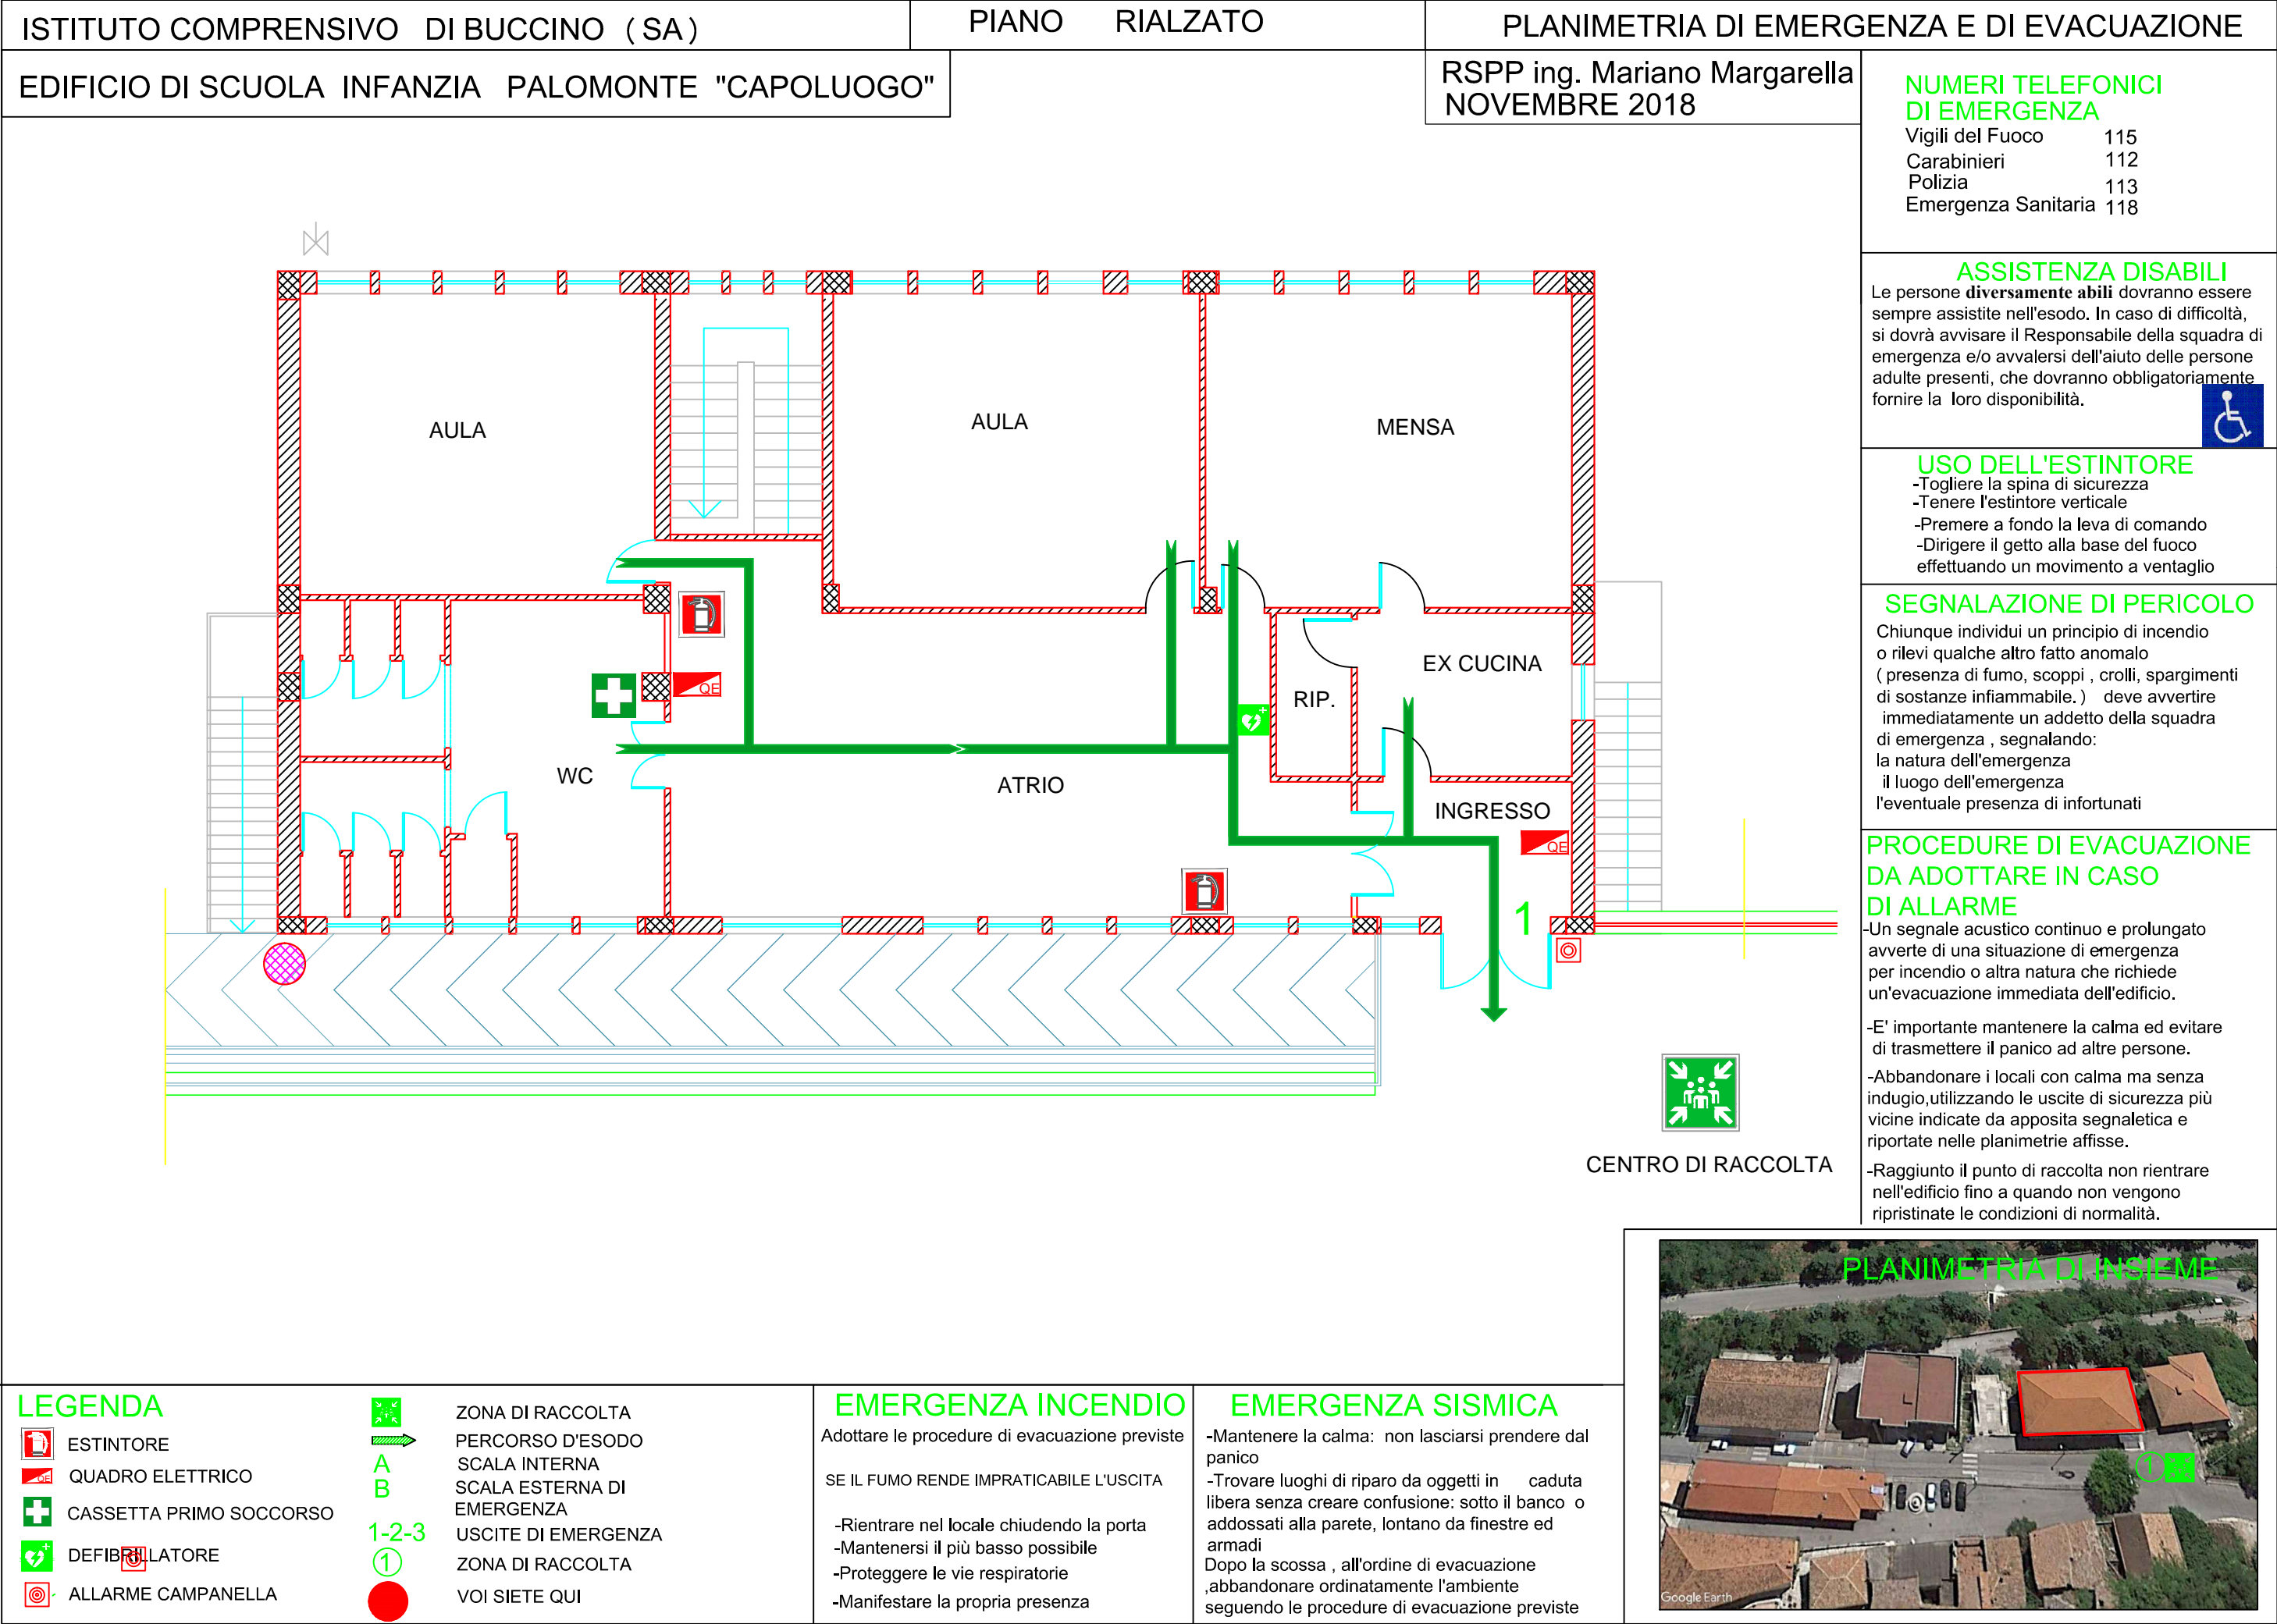 ISTITUTO COMPRENSIVO DI BUCCINO (SA)
PIANO RIALZATO
PLANIMETRIA DI EMERGENZA E DI EVACUAZIONE
EDIFICIO DI SCUOLA INFANZIA PALOMONTE "CAPOLUOGO"
RSPP ing. Mariano Margarella
NOVEMBRE 2018
NUMERI TELEFONICI
DI EMERGENZA
Vigili del Fuoco 115
Carabinieri 112
Polizia 113
Emergenza Sanitaria 118
ASSISTENZA DISABILI
Le persone diversamente abili dovranno essere
sempre assistite nell'esodo. In caso di difficoltà,
si dovrà avvisare il Responsabile della squadra di
emergenza e/o avvalersi dell'aiuto delle persone
adulte presenti, che dovranno obbligatoriamente
fornire la loro disponibilità.
USO DELL'ESTINTORE
-Togliere la spina di sicurezza
-Tenere l'estintore verticale
-Premere a fondo la leva di comando
-Dirigere il getto alla base del fuoco
effettuando un movimento a ventaglio
SEGNALAZIONE DI PERICOLO
Chiunque individui un principio di incendio
o rilevi qualche altro fatto anomalo
( presenza di fumo, scoppi , crolli, spargimenti
di sostanze infiammabile. ) deve avvertire
immediatamente un addetto della squadra
di emergenza , segnalando:
la natura dell'emergenza
il luogo dell'emergenza
l'eventuale presenza di infortunati
PROCEDURE DI EVACUAZIONE
DA ADOTTARE IN CASO
DI ALLARME
-Un segnale acustico continuo e prolungato
avverte di una situazione di emergenza
per incendio o altra natura che richiede
un'evacuazione immediata dell'edificio.
-E' importante mantenere la calma ed evitare
di trasmettere il panico ad altre persone.
-Abbandonare i locali con calma ma senza
indugio,utilizzando le uscite di sicurezza più
vicine indicate da apposita segnaletica e
riportate nelle planimetrie affisse.
-Raggiunto il punto di raccolta non rientrare
nell'edificio fino a quando non vengono
ripristinate le condizioni di normalità.
AULA
AULA
MENSA
EX CUCINA
RIP.
QE
WC
ATRIO
INGRESSO
QE
1
CENTRO DI RACCOLTA
PLANIMETRIA DI INSIEME
1
Google Earth
LEGENDA
ESTINTORE
QE QUADRO ELETTRICO
CASSETTA PRIMO SOCCORSO
DEFIBRILLATORE
ALLARME CAMPANELLA
ZONA DI RACCOLTA
PERCORSO D'ESODO
A SCALA INTERNA
B SCALA ESTERNA DI
EMERGENZA
1-2-3 USCITE DI EMERGENZA
1 ZONA DI RACCOLTA
VOI SIETE QUI
EMERGENZA INCENDIO
Adottare le procedure di evacuazione previste
SE IL FUMO RENDE IMPRATICABILE L'USCITA
-Rientrare nel locale chiudendo la porta
-Mantenersi il più basso possibile
-Proteggere le vie respiratorie
-Manifestare la propria presenza
EMERGENZA SISMICA
-Mantenere la calma: non lasciarsi prendere dal
panico
-Trovare luoghi di riparo da oggetti in caduta
libera senza creare confusione: sotto il banco o
addossati alla parete, lontano da finestre ed
armadi
Dopo la scossa , all'ordine di evacuazione
,abbandonare ordinatamente l'ambiente
seguendo le procedure di evacuazione previste